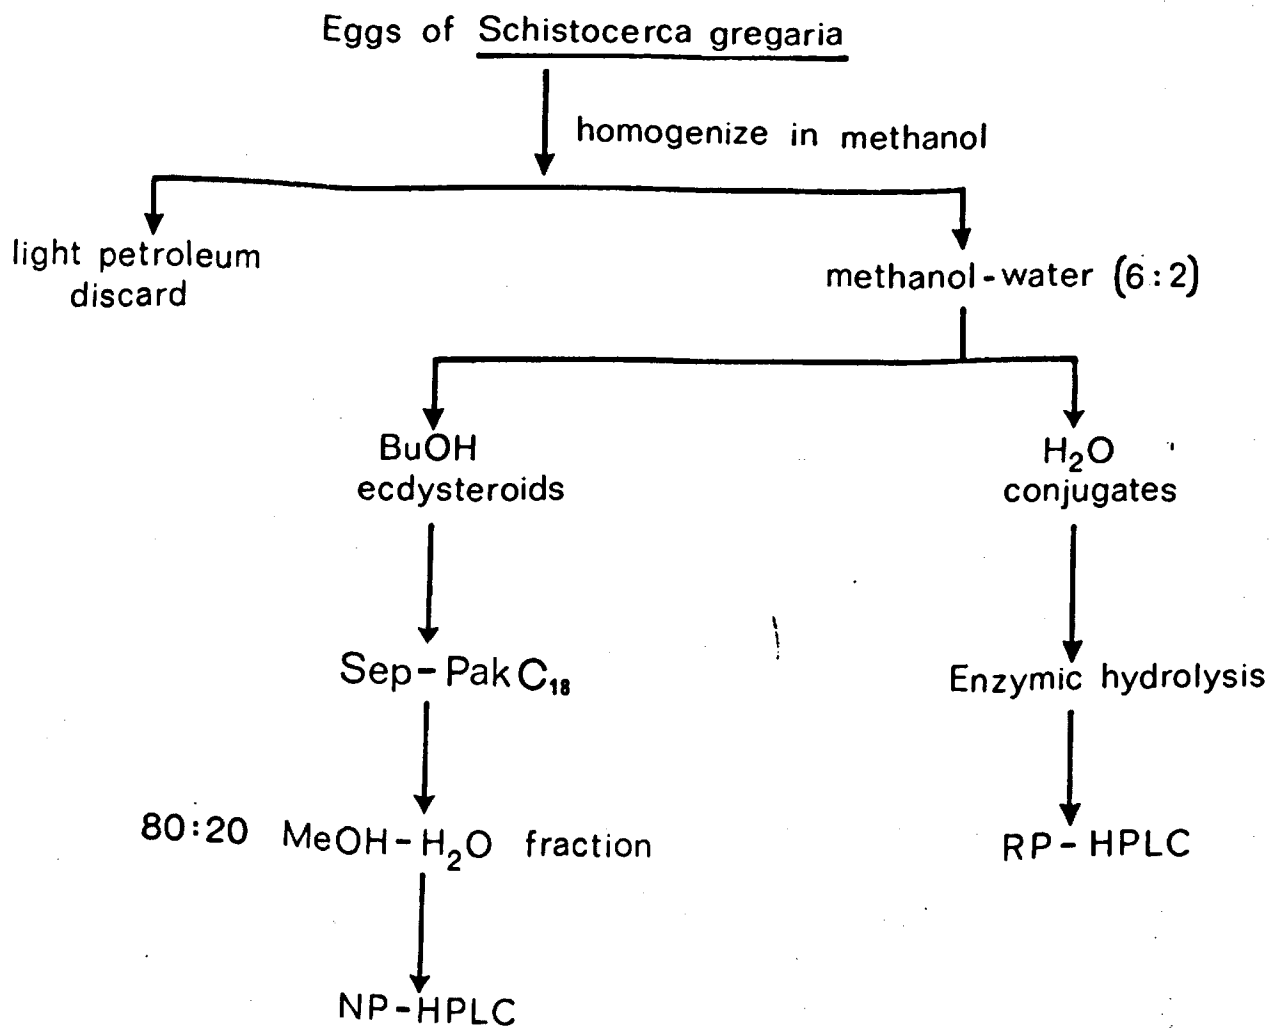 Eggs of Schistocerca gregaria
homogenize in methanol
light petroleum
discard
methanol-water (6:2)
BuOH
ecdysteroids
H₂O
conjugates
Sep-Pak C₁₈
Enzymic hydrolysis
80:20 MeOH-H₂O fraction
RP-HPLC
NP-HPLC